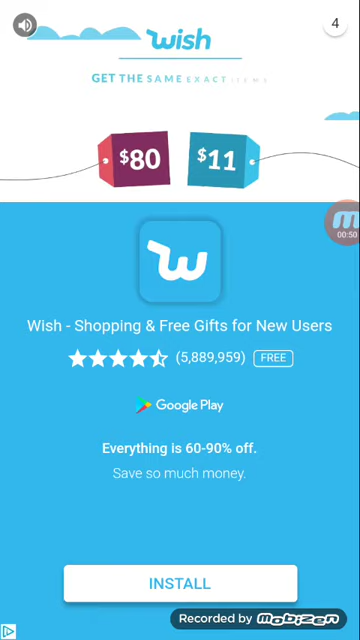 4
wish
GET THE SAME EXACT ITEMS
$80
$11
00:50
Wish - Shopping & Free Gifts for New Users
(5,889,959) FREE
Google Play
Everything is 60-90% off.
Save so much money.
INSTALL
Recorded by MOBIZEN